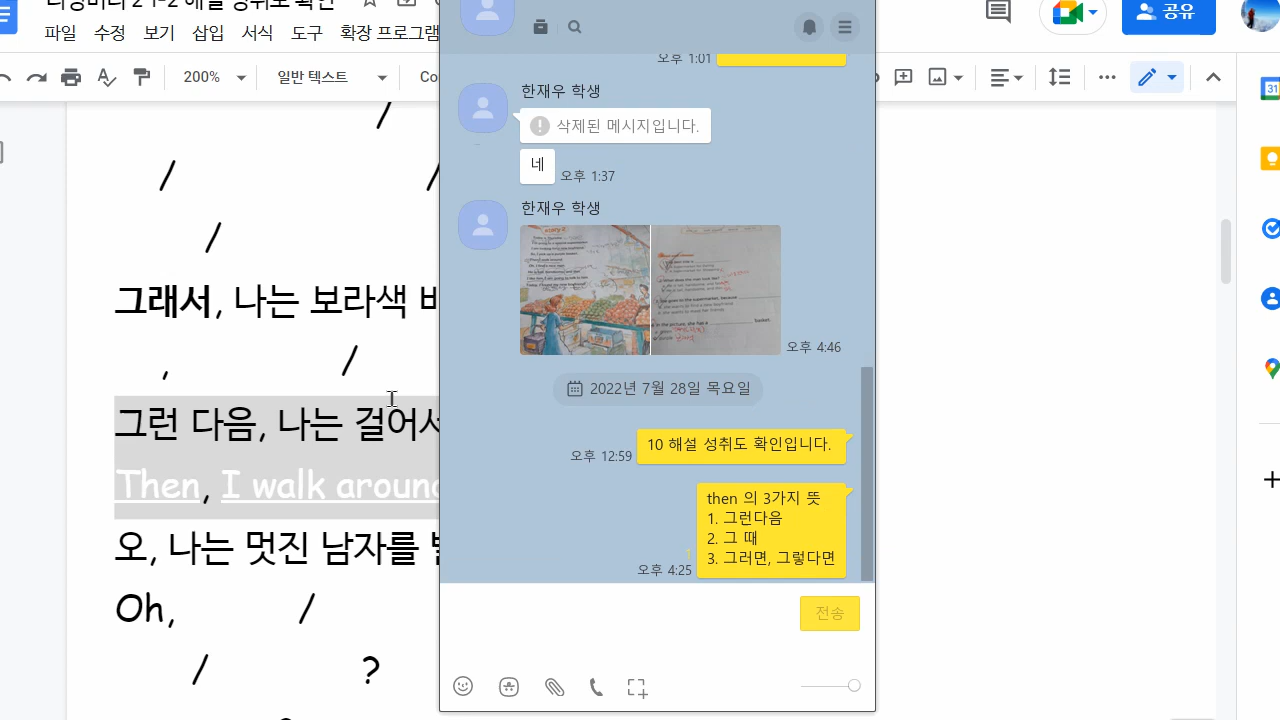 파일 수정 보기 삽입 서식 도구 확장 프로그램
공유
200% 일반 텍스트 Co
31
/
/ /
/
그래서, 나는 보라색
, /
그런 다음, 나는 걸어서
Then, I walk around
오, 나는 멋진 남자를
Oh, /
/ ?
오후 1:01
한재우 학생
삭제된 메시지입니다.
네
오후 1:37
한재우 학생
오후 4:46
2022년 7월 28일 목요일
10 해설 성취도 확인입니다.
오후 12:59
then 의 3가지 뜻
1. 그런다음
2. 그 때
3. 그러면, 그렇다면
1
오후 4:25
전송